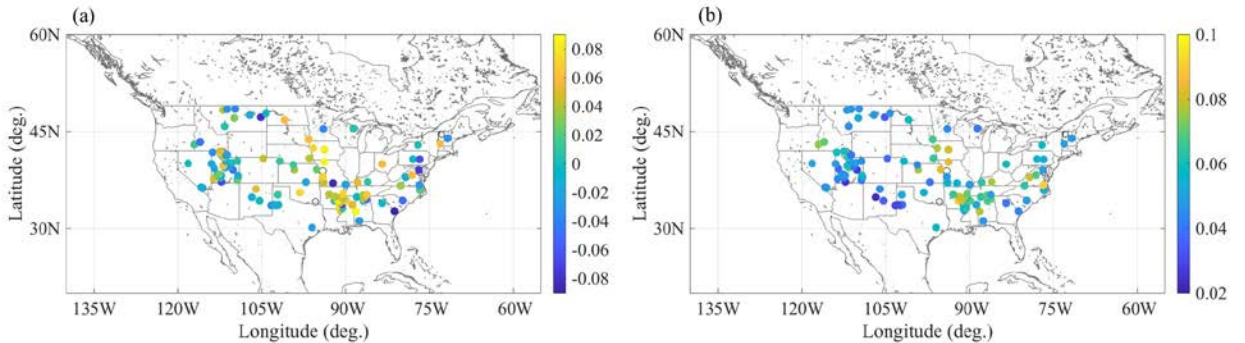 (a)
(b)
60N
45N
30N
Latitude (deg.)
135W 120W 105W 90W 75W 60W
Longitude (deg.)
0.08
0.06
0.04
0.02
0
-0.02
-0.04
-0.06
-0.08
60N
45N
30N
Latitude (deg.)
135W 120W 105W 90W 75W 60W
Longitude (deg.)
0.1
0.08
0.06
0.04
0.02